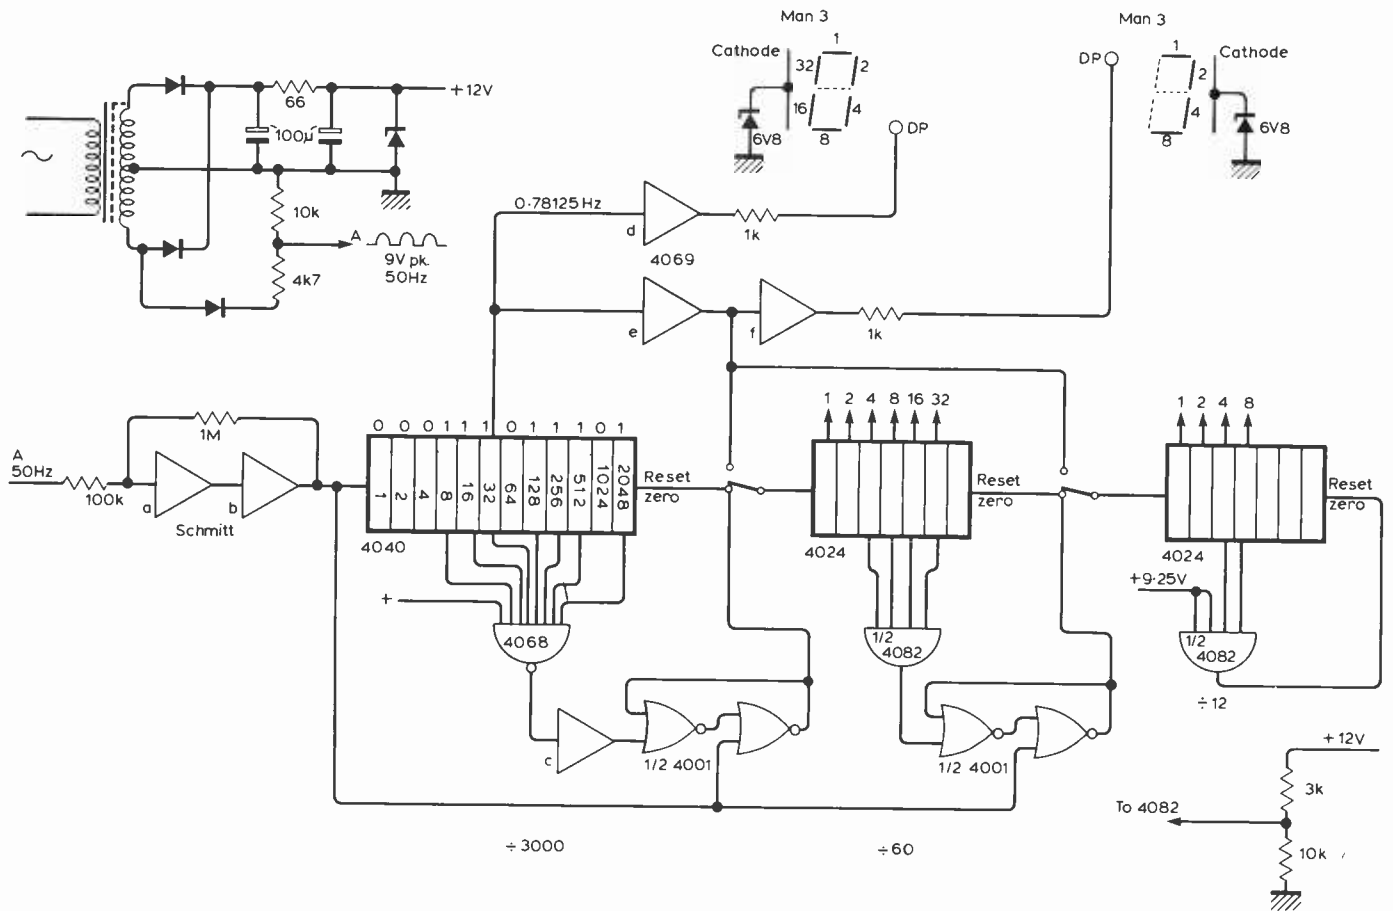 Man 3
Cathode
1
32
2
16
4
8
6V8
DP
Man 3
DP
Cathode
1
2
4
8
6V8
+12V
66
100μ
10k
4k7
A
9V pk.
50Hz
0·78125Hz
d
4069
1k
e
f
1k
A
50Hz
100k
1M
a
b
Schmitt
0 0 0 1 1 1 0 1 1 1 0 1
1 2 4 8 16 32 64 128 256 512 1024 2048
4040
Reset
zero
1 2 4 8 16 32
4024
Reset
zero
1 2 4 8
4024
Reset
zero
+
4068
c
1/2 4001
÷3000
1/2
4082
1/2 4001
÷60
+9·25V
1/2
4082
÷12
+12V
3k
To 4082
10k